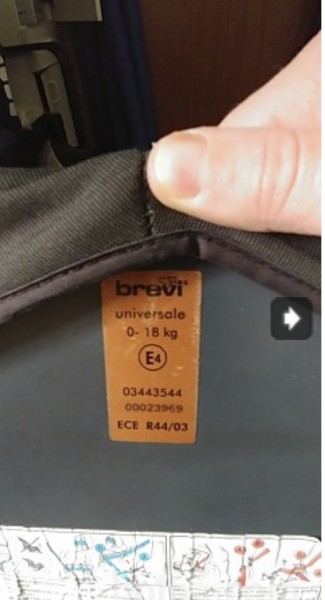 brevi
universale
0- 18 kg
E4
03443544
00023969
ECE R44/03